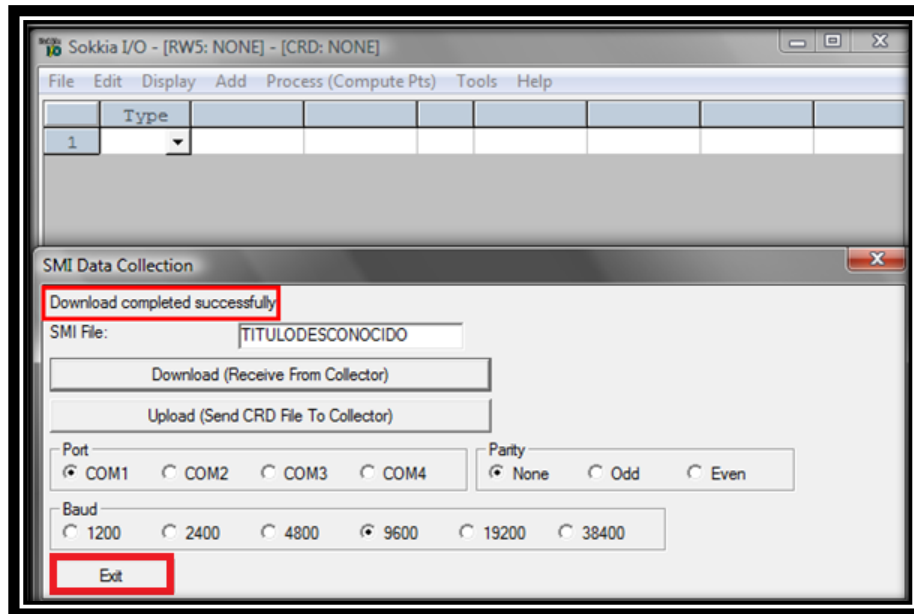 Sokkia I/O - [RW5: NONE] - [CRD: NONE]
File Edit Display Add Process (Compute Pts) Tools Help
Type
1
SMI Data Collection
Download completed successfully
SMI File: TITULODESCONOCIDO
Download (Receive From Collector)
Upload (Send CRD File To Collector)
Port Parity
COM1 COM2 COM3 COM4 None Odd Even
Baud
1200 2400 4800 9600 19200 38400
Exit